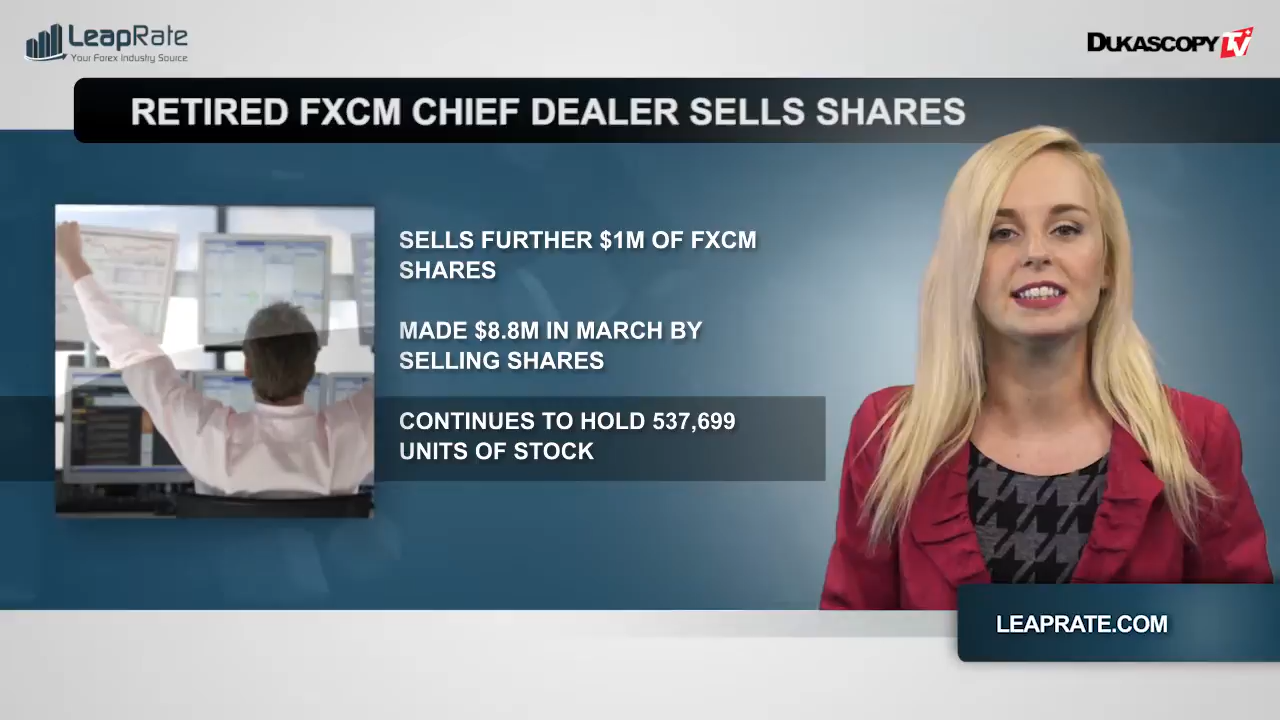 LeapRate
Your Forex Industry Source
DUKASCOPY TV
RETIRED FXCM CHIEF DEALER SELLS SHARES
SELLS FURTHER $1M OF FXCM
SHARES
MADE $8.8M IN MARCH BY
SELLING SHARES
CONTINUES TO HOLD 537,699
UNITS OF STOCK
LEAPRATE.COM